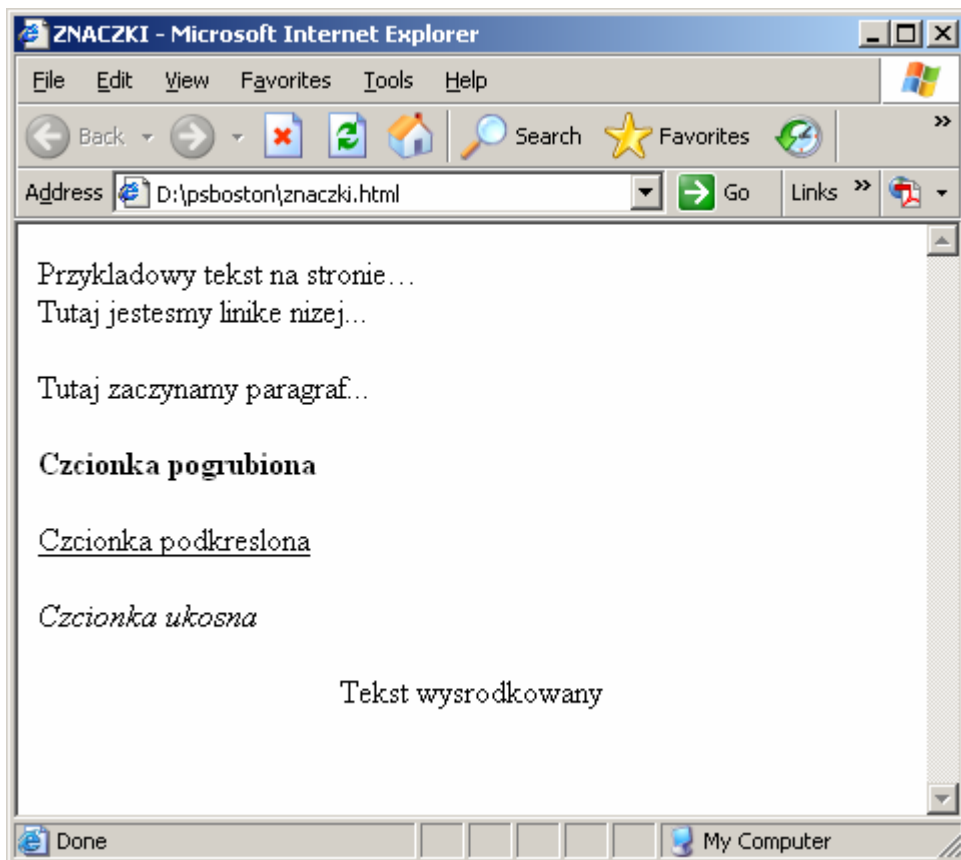 ZNACZKI - Microsoft Internet Explorer
File Edit View Favorites Tools Help
Back Search Favorites »
Address D:\psboston\znaczki.html Go Links »
Przykladowy tekst na stronie…
Tutaj jestesmy linike nizej...
Tutaj zaczynamy paragraf...
Czcionka pogrubiona
Czcionka podkreslona
Czcionka ukosna
Tekst wysrodkowany
Done My Computer